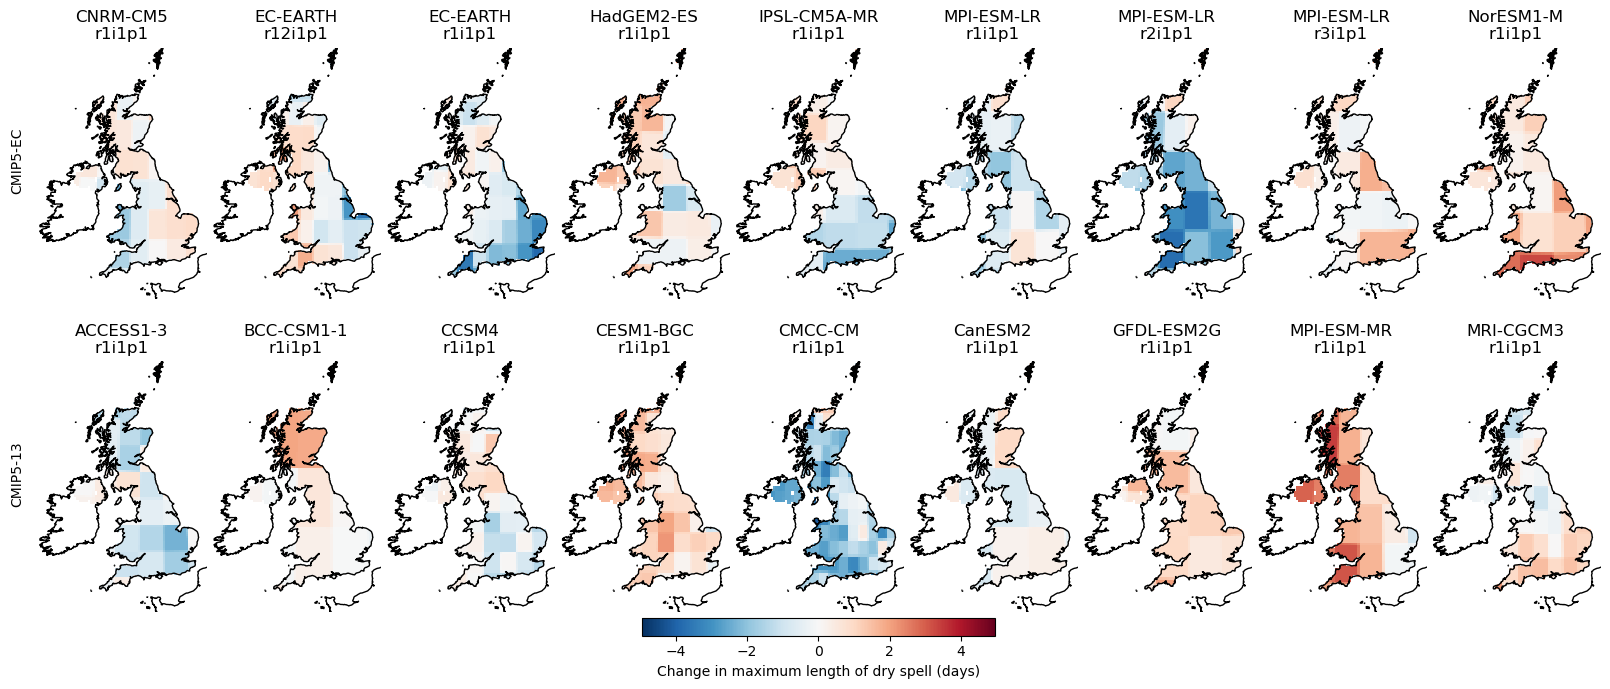 CNRM-CM5
r1i1p1
EC-EARTH
r12i1p1
EC-EARTH
r1i1p1
HadGEM2-ES
r1i1p1
IPSL-CM5A-MR
r1i1p1
MPI-ESM-LR
r1i1p1
MPI-ESM-LR
r2i1p1
MPI-ESM-LR
r3i1p1
NorESM1-M
r1i1p1
CMIP5-EC
ACCESS1-3
r1i1p1
BCC-CSM1-1
r1i1p1
CCSM4
r1i1p1
CESM1-BGC
r1i1p1
CMCC-CM
r1i1p1
CanESM2
r1i1p1
GFDL-ESM2G
r1i1p1
MPI-ESM-MR
r1i1p1
MRI-CGCM3
r1i1p1
CMIP5-13
−4 −2 0 2 4
Change in maximum length of dry spell (days)